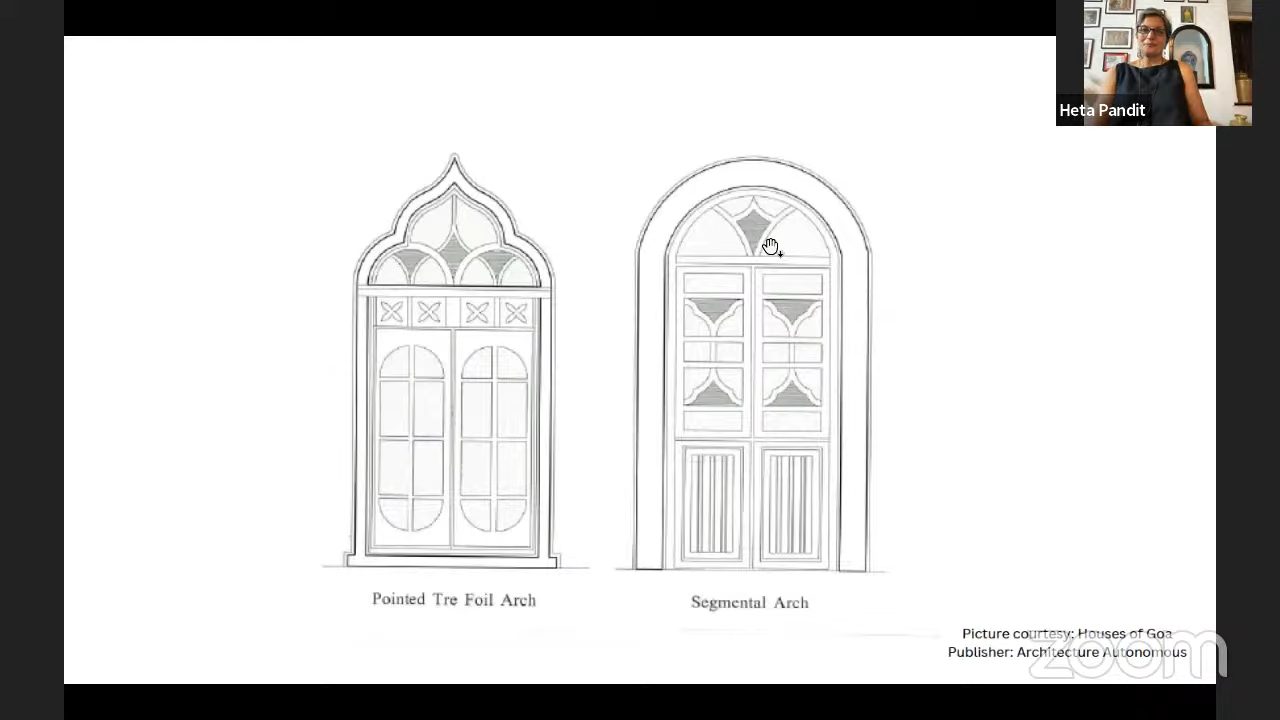 Heta Pandit
Pointed Tre Foil Arch
Segmental Arch
Picture courtesy: Houses of Goa
Publisher: Architecture Autonomous
zoom